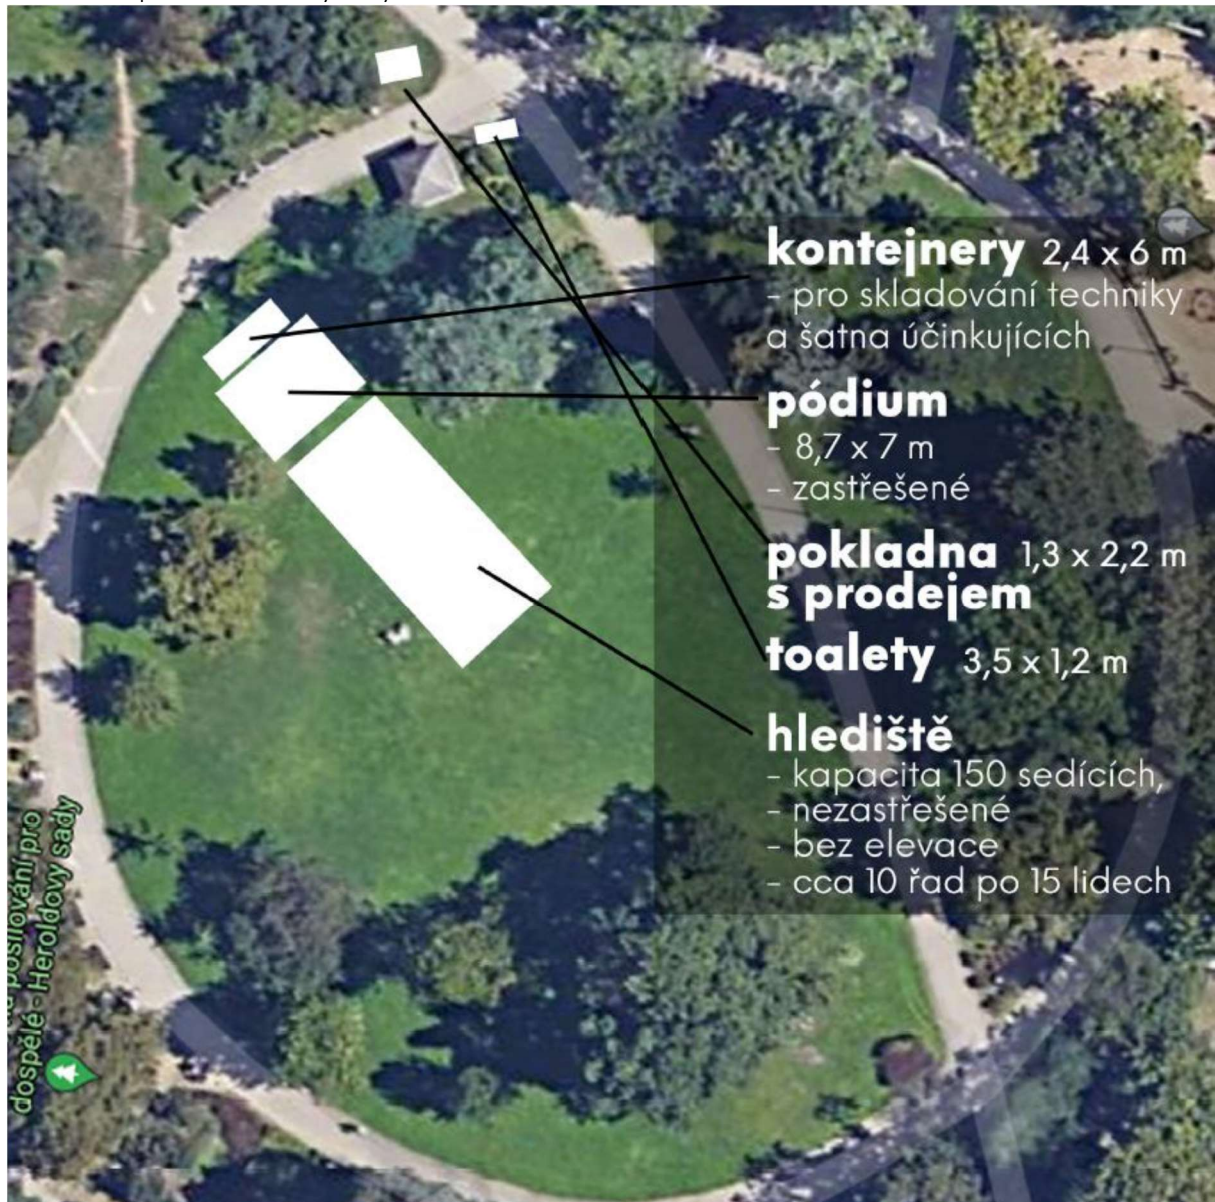 kontejnery 2,4 x 6 m
- pro skladování techniky
a šatna účinkujících
pódium
- 8,7 x 7 m
- zastřešené
pokladna 1,3 x 2,2 m
s prodejem
toalety 3,5 x 1,2 m
hlediště
- kapacita 150 sedících,
- nezastřešené
- bez elevace
- cca 10 řad po 15 lidech
posilování pro
dospělé - Heroldovy sady